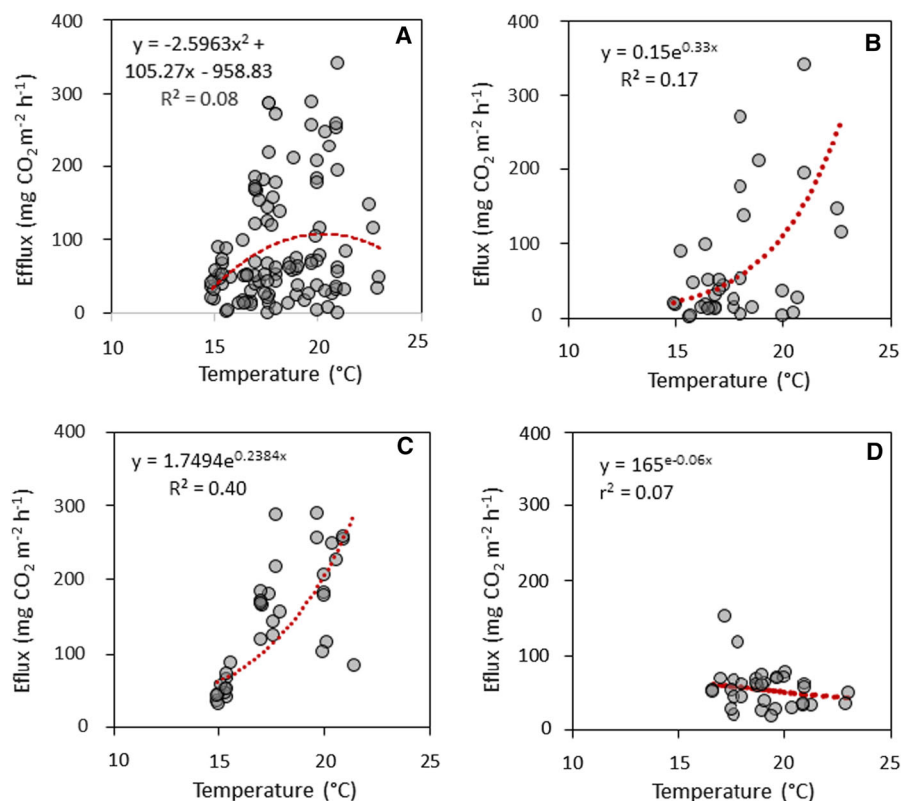 A
y = -2.5963x² +
105.27x - 958.83
R² = 0.08
Efflux (mg CO₂ m⁻² h⁻¹)
400
300
200
100
0
10 15 20 25
Temperature (°C)
B
y = 0.15e^0.33x
R² = 0.17
Eflux (mg CO₂ m⁻² h⁻¹)
400
300
200
100
0
10 15 20 25
Temperature (°C)
C
y = 1.7494e^0.2384x
R² = 0.40
Eflux (mg CO₂ m⁻² h⁻¹)
400
300
200
100
0
10 15 20 25
Temperature (°C)
D
y = 165^e-0.06x
r² = 0.07
Eflux (mg CO₂ m⁻² h⁻¹)
400
300
200
100
0
10 15 20 25
Temperature (°C)